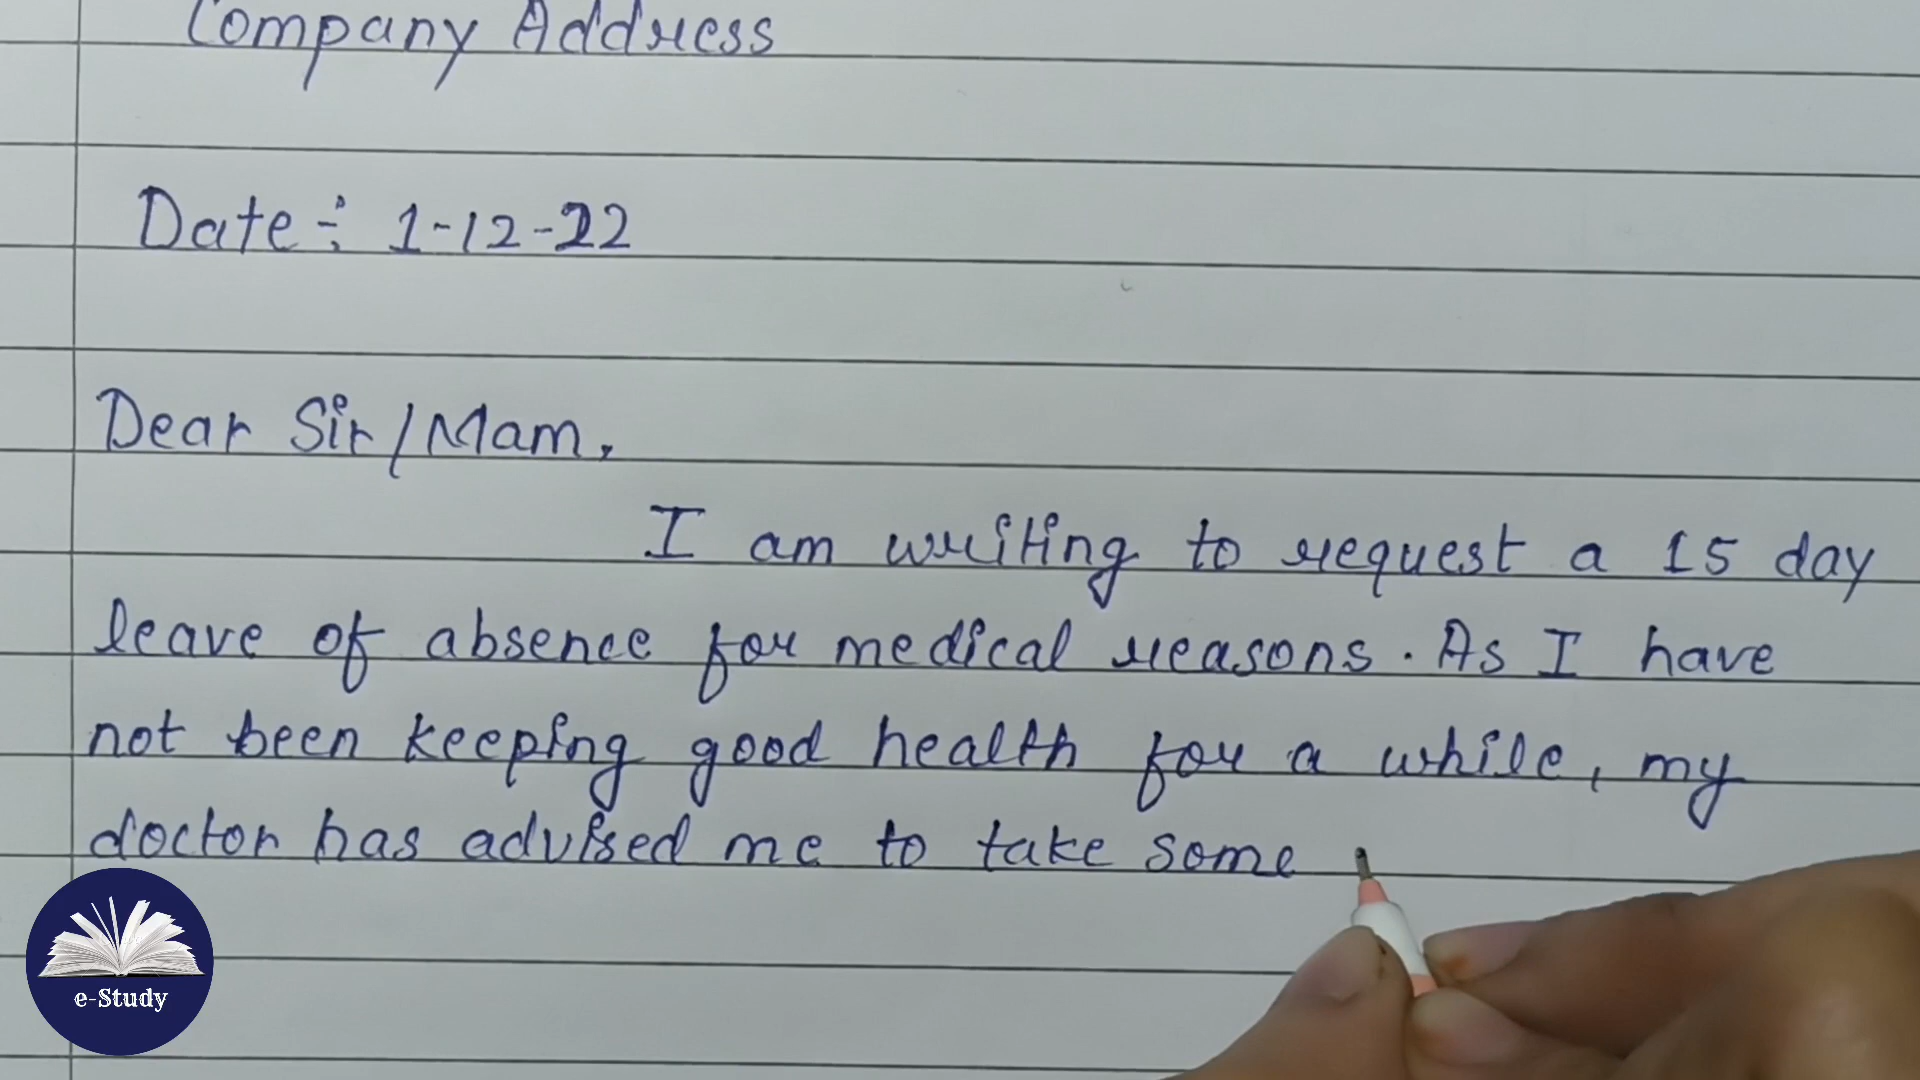 Company Address
Date :- 1-12-22
Dear Sir/Mam,
I am writing to request a 15 day
leave of absence for medical reasons. As I have
not been keeping good health for a while, my
doctor has advised me to take some
e-Study